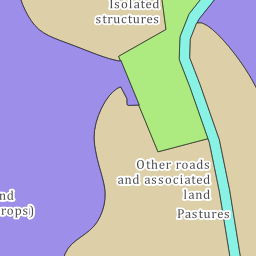 Isolated
structures
Other roads
and associated
land
Pastures
nd
rops)